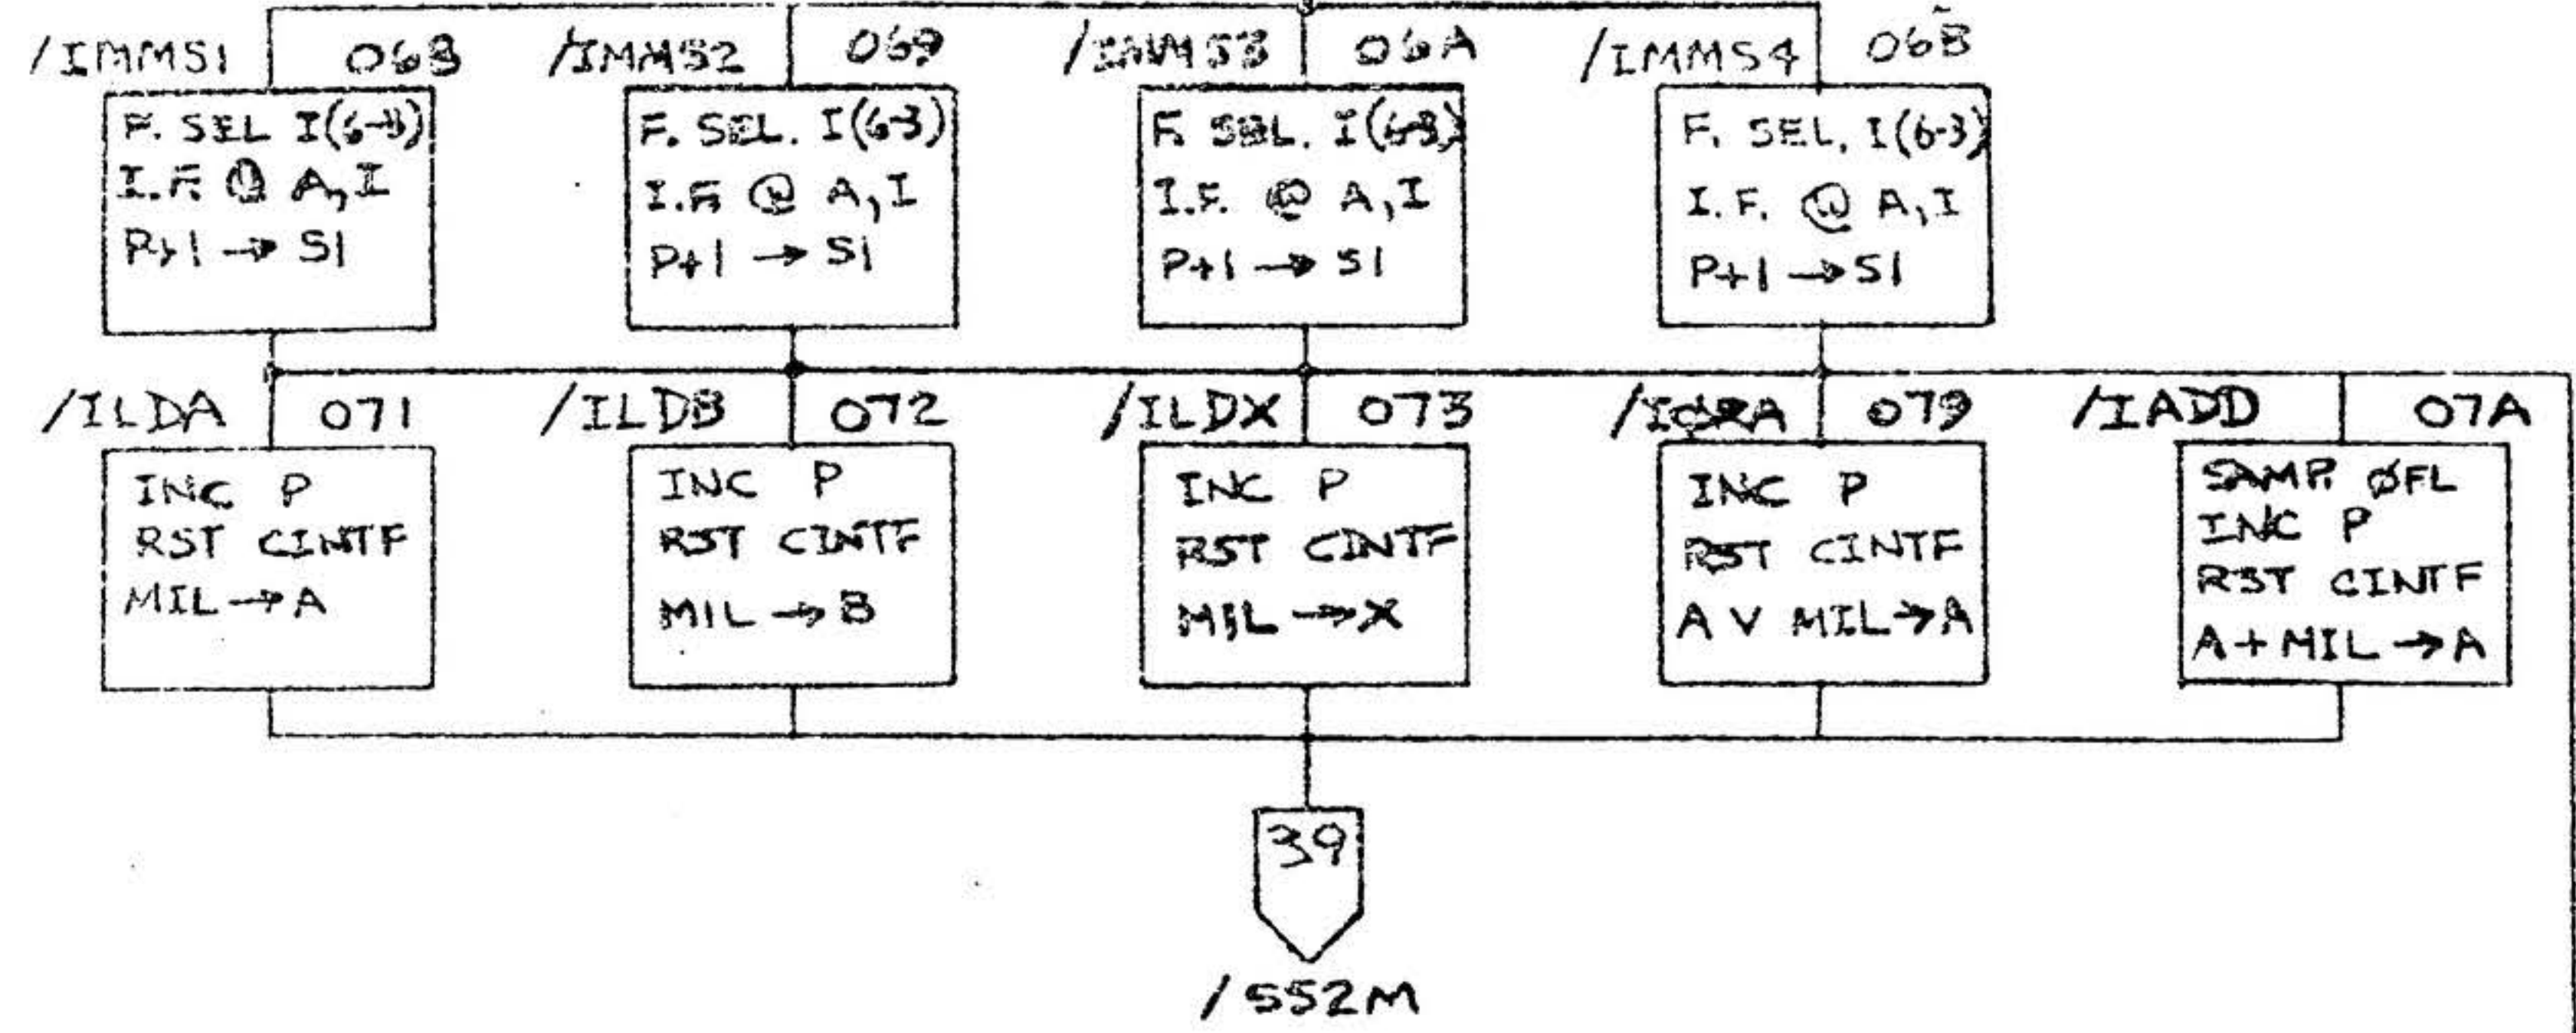 /IMMS1 068
F. SEL I(6-3)
I.F. @ A,I
P+1 → S1
/IMMS2 069
F. SEL. I(6-3)
I.F. @ A,I
P+1 → S1
/IMMS3 06A
F. SEL. I(6-3)
I.F. @ A,I
P+1 → S1
/IMMS4 06B
F. SEL. I(6-3)
I.F. @ A,I
P+1 → S1
/ILDA 071
INC P
RST CINTF
MIL → A
/ILDB 072
INC P
RST CINTF
MIL → B
/ILDX 073
INC P
RST CINTF
MIL → X
079
INC P
RST CINTF
A V MIL → A
/IADD 07A
SAMP. ØFL
INC P
RST CINTF
A + MIL → A
39
/SS2M